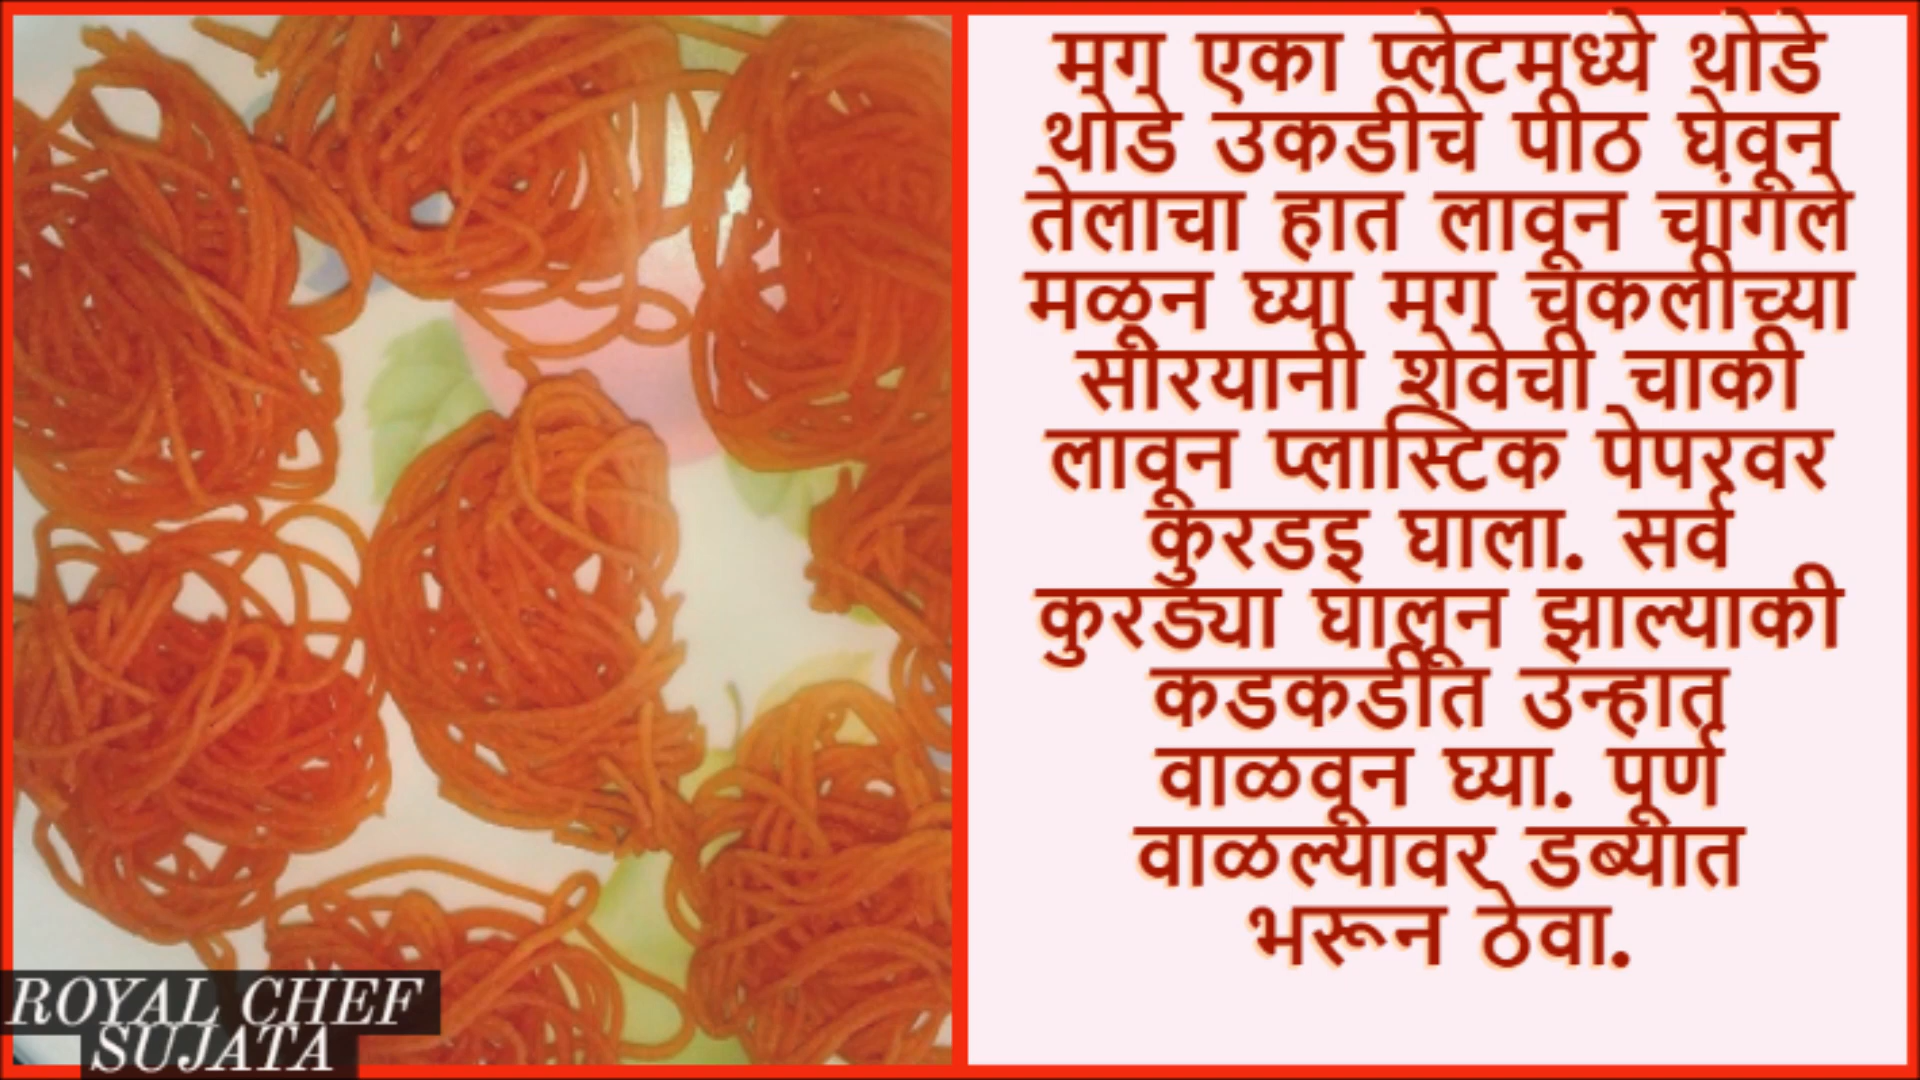 मग एका प्लेटमध्ये थोडे
थोडे उकडीचे पीठ घेवून
तेलाचा हात लावून चांगले
मळून घ्या मग चकलीच्या
सोरयानी शेवेची चाकी
लावून प्लास्टिक पेपरवर
कुरडइ घाला. सर्व
कुरड्या घालून झाल्याकी
कडकडीत उन्हात
वाळवून घ्या. पूर्ण
वाळल्यावर डब्यात
भरून ठेवा.
ROYAL CHEF
SUJATA